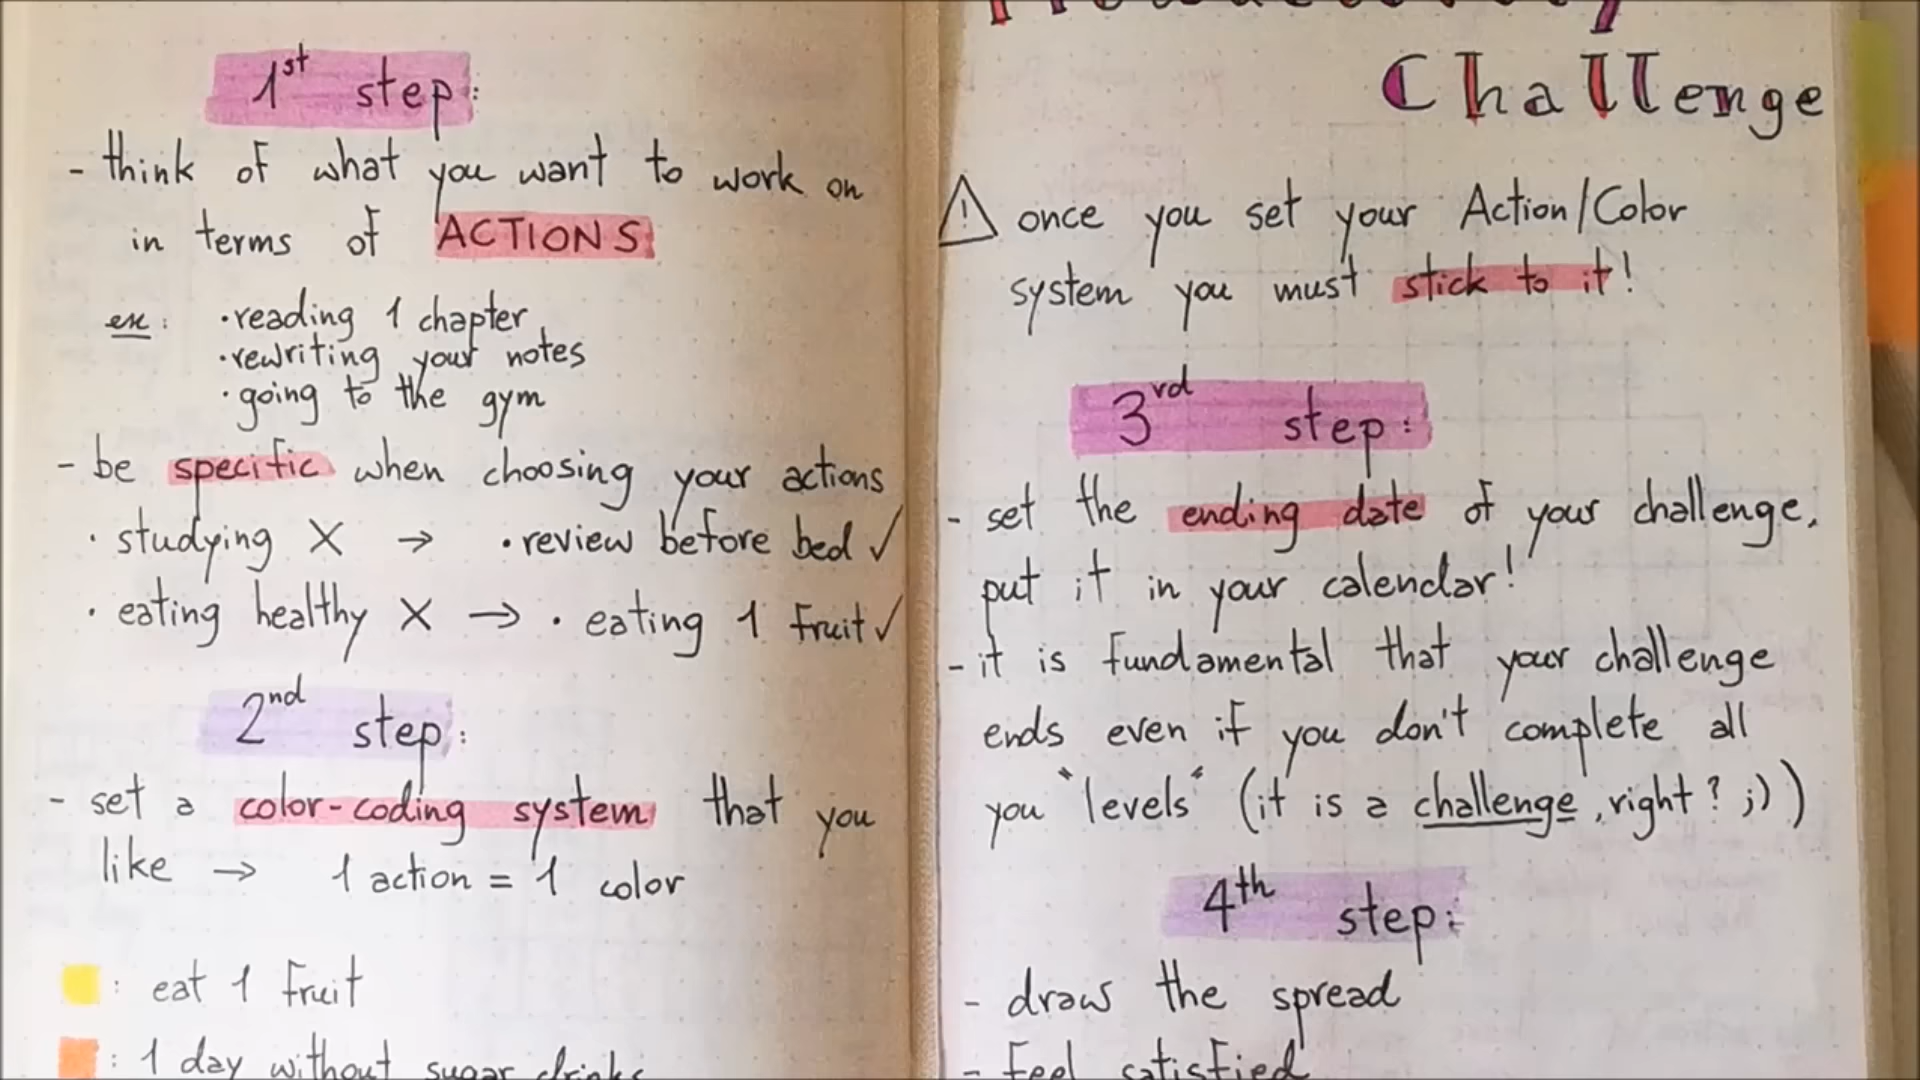 1st step:
- think of what you want to work on
in terms of ACTIONS
ex: • reading 1 chapter
• rewriting your notes
• going to the gym
- be specific when choosing your actions
• studying X → • review before bed ✓
• eating healthy X → • eating 1 fruit ✓
2nd step:
- set a color-coding system that you
like → 1 action = 1 color
: eat 1 fruit
: 1 day without sugar drinks
Productivity
Challenge
⚠ once you set your Action/Color
system you must stick to it!
3rd step:
- set the ending date of your challenge,
put it in your calendar!
- it is fundamental that your challenge
ends even if you don't complete all
you "levels" (it is a challenge, right? ;))
4th step:
- draw the spread
- feel satisfied